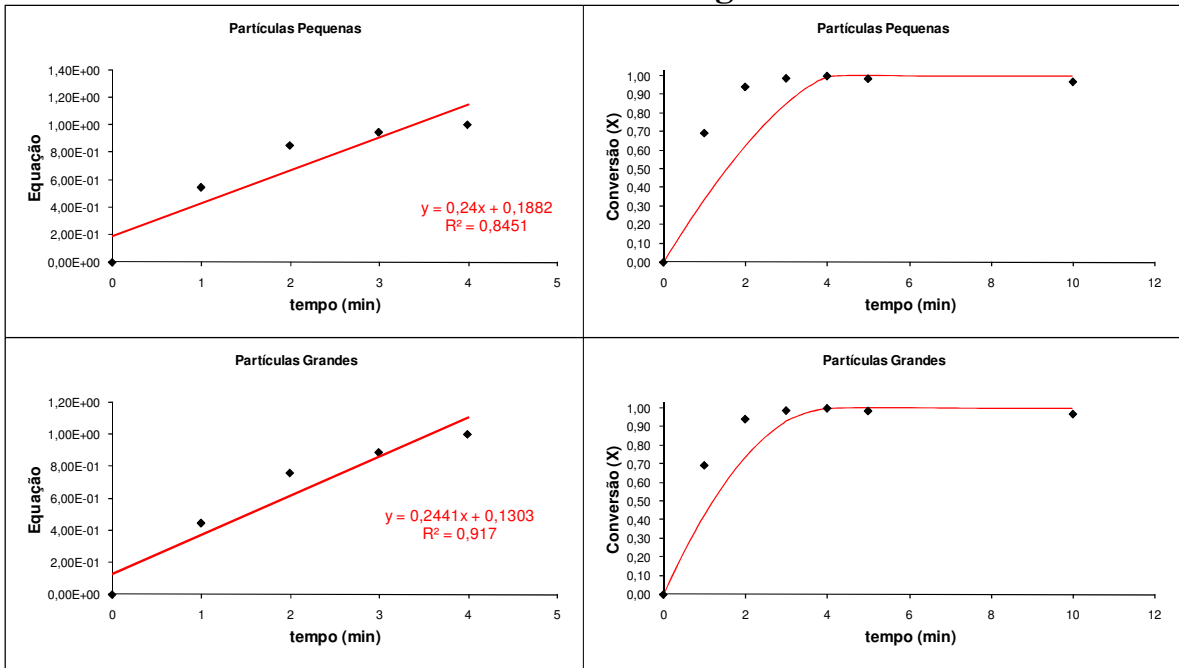 Partículas Pequenas
1,40E+00
1,20E+00
1,00E+00
8,00E-01
6,00E-01
4,00E-01
2,00E-01
0,00E+00
Equação
y = 0,24x + 0,1882
R² = 0,8451
0 1 2 3 4 5
tempo (min)
Partículas Pequenas
1,00
0,90
0,80
0,70
0,60
0,50
0,40
0,30
0,20
0,10
0,00
Conversão (X)
0 2 4 6 8 10 12
tempo (min)
Partículas Grandes
1,20E+00
1,00E+00
8,00E-01
6,00E-01
4,00E-01
2,00E-01
0,00E+00
Equação
y = 0,2441x + 0,1303
R² = 0,917
0 1 2 3 4 5
tempo (min)
Partículas Grandes
1,00
0,90
0,80
0,70
0,60
0,50
0,40
0,30
0,20
0,10
0,00
Conversão (X)
0 2 4 6 8 10 12
tempo (min)